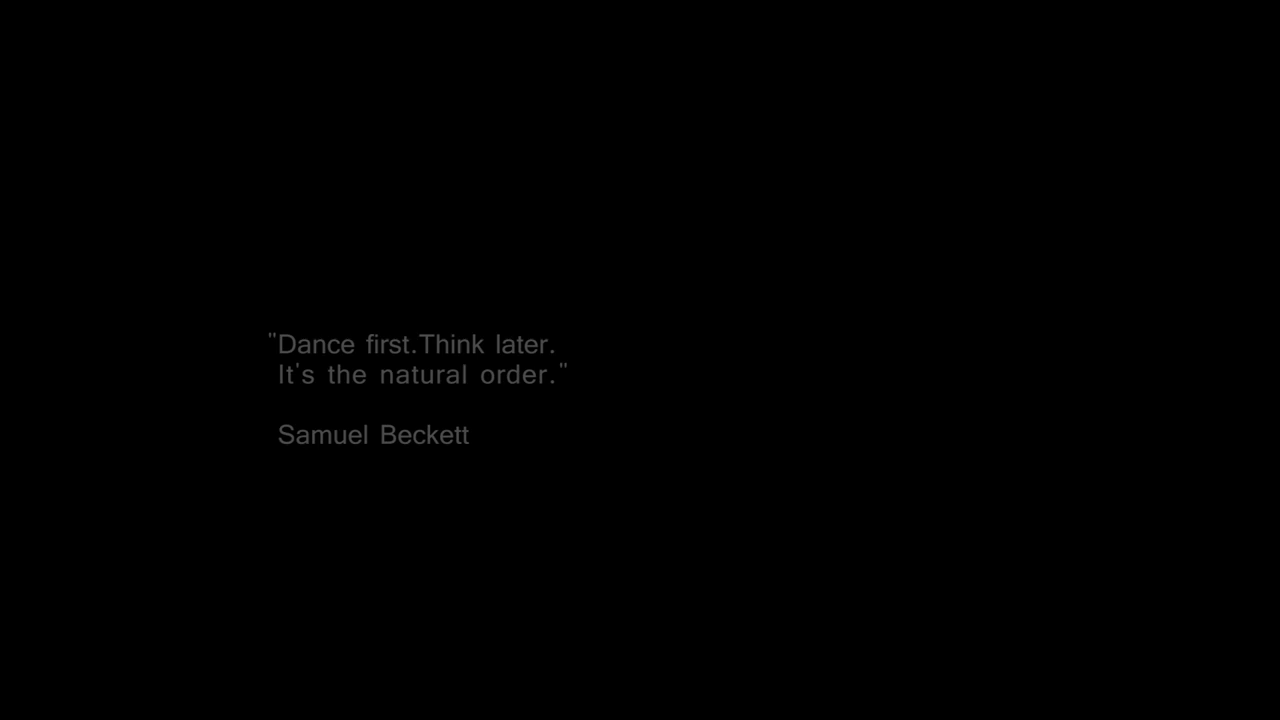 "Dance first.Think later.
It's the natural order."
Samuel Beckett